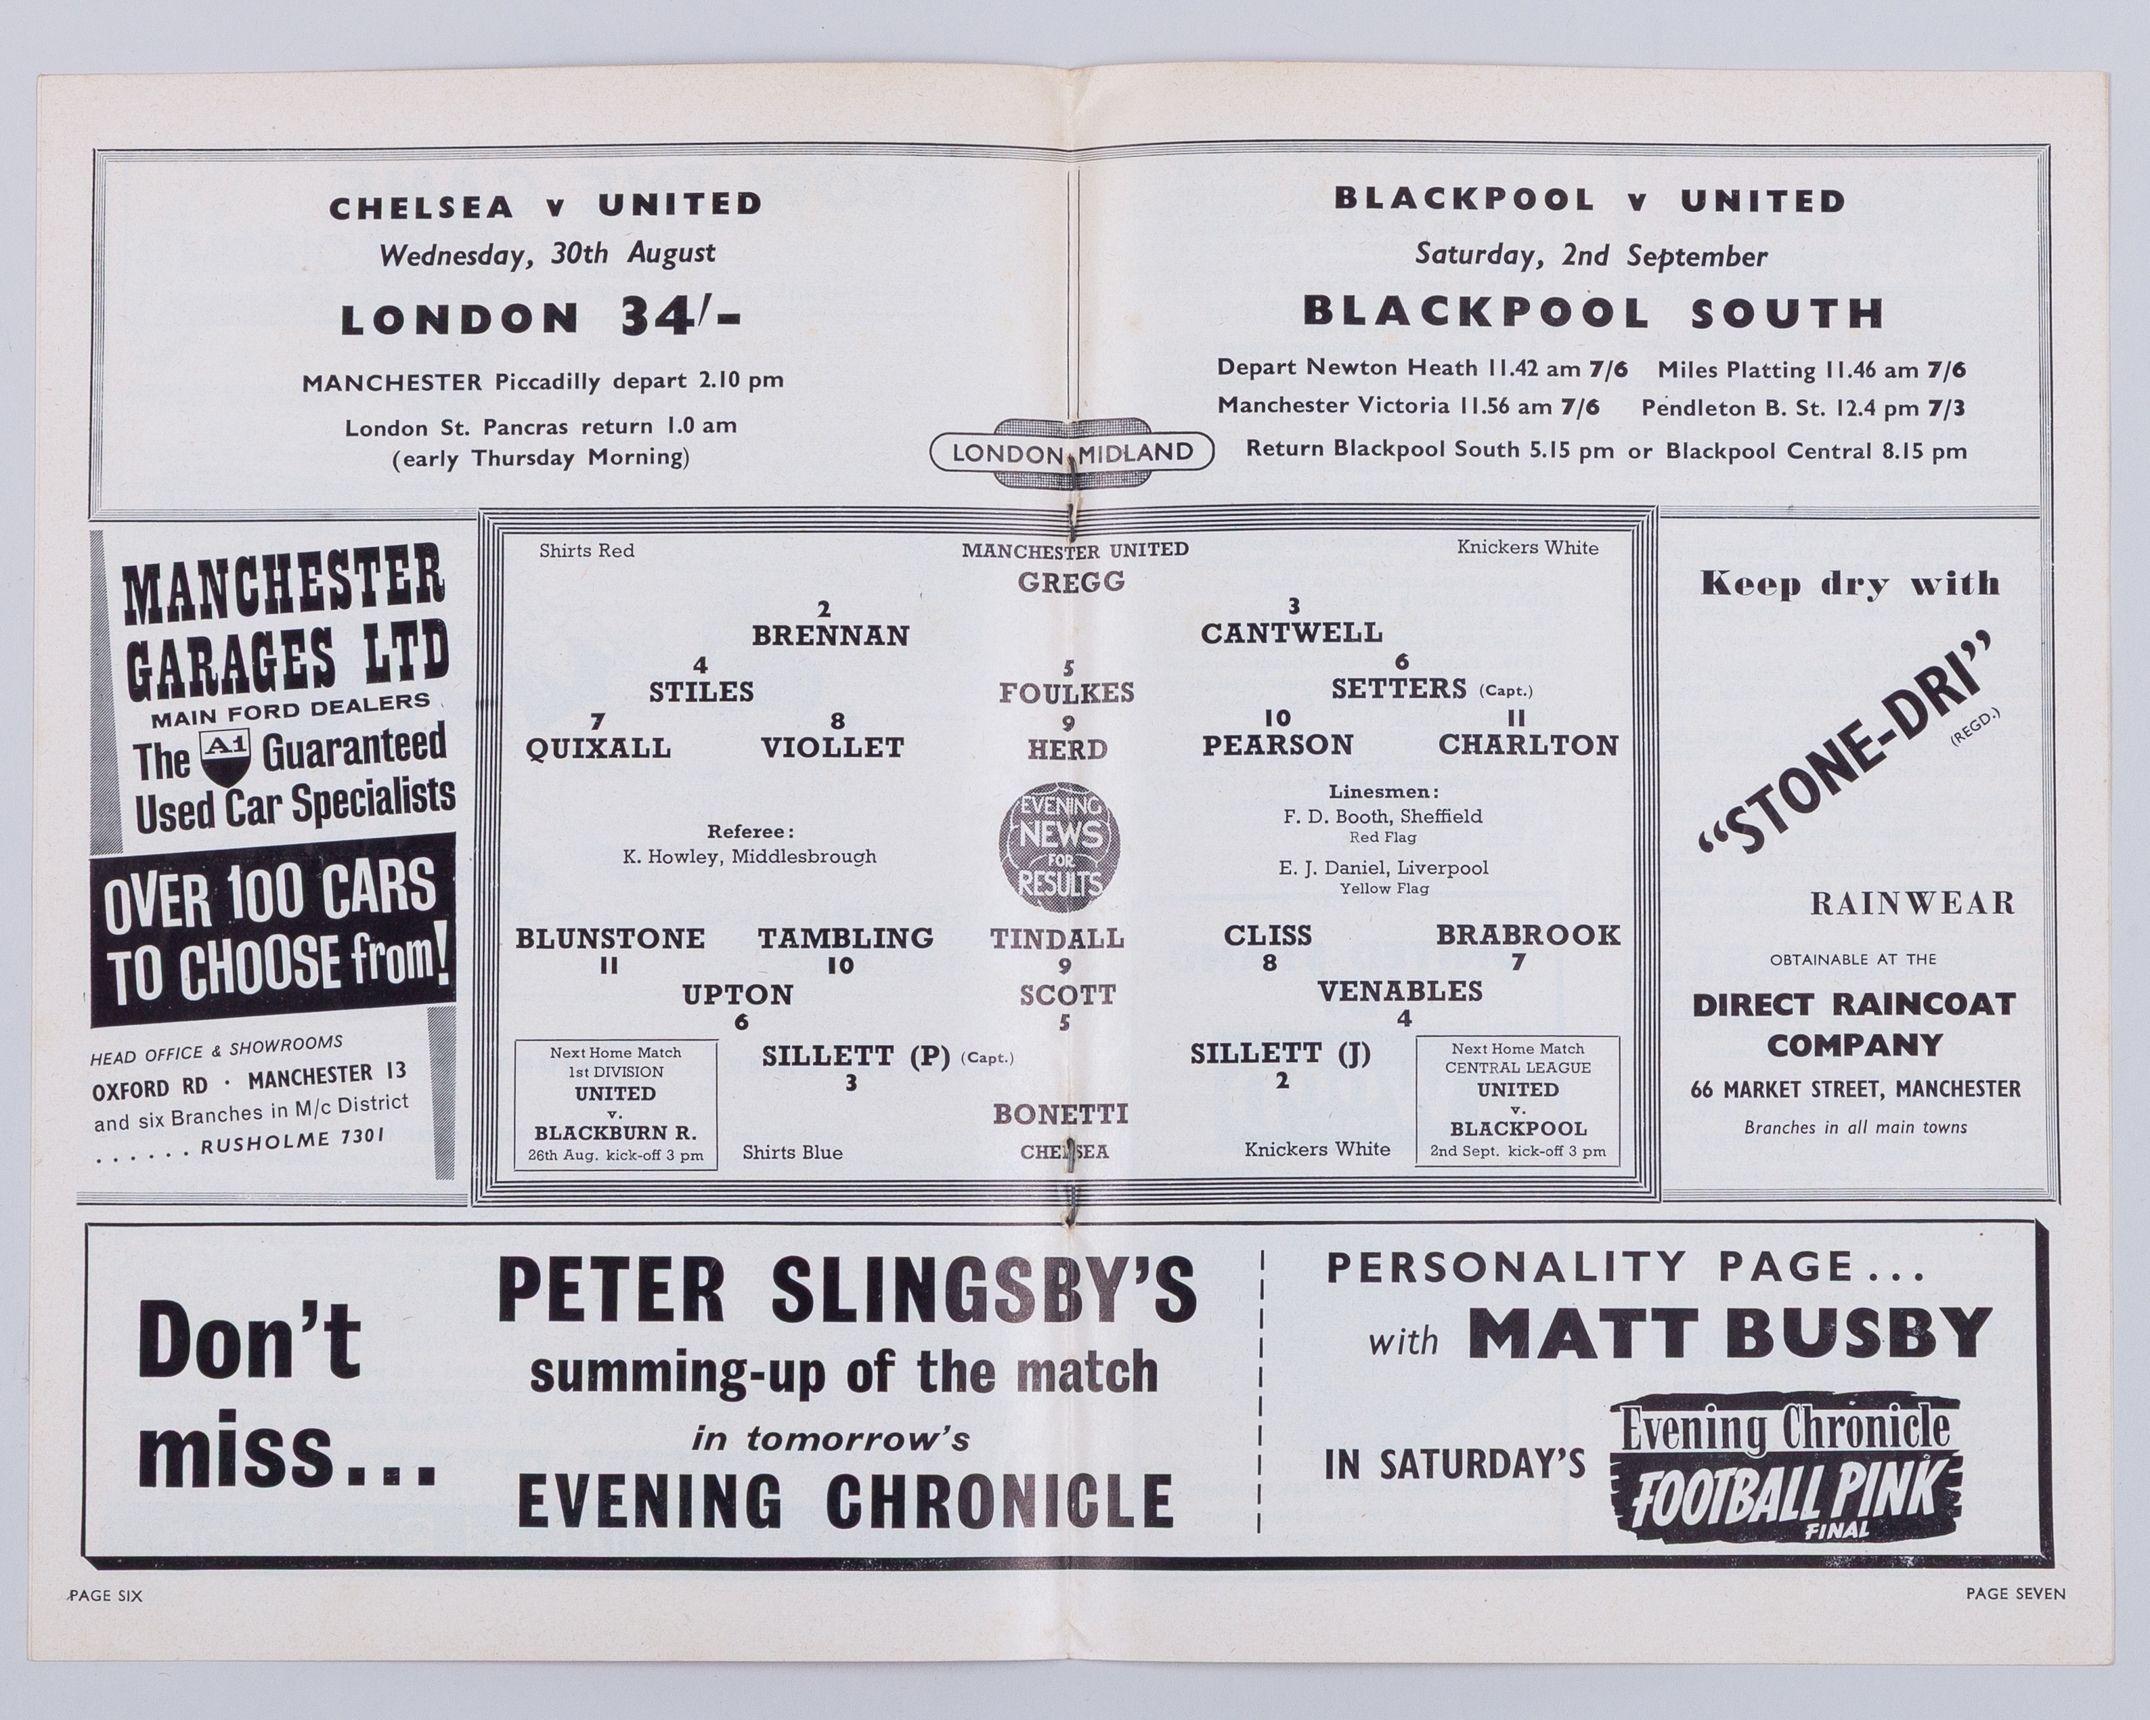 CHELSEA v UNITED
Wednesday, 30th August
LONDON 34/-
MANCHESTER Piccadilly depart 2.10 pm
London St. Pancras return 1.0 am
(early Thursday Morning)
LONDON MIDLAND
BLACKPOOL v UNITED
Saturday, 2nd September
BLACKPOOL SOUTH
Depart Newton Heath 11.42 am 7/6 Miles Platting 11.46 am 7/6
Manchester Victoria 11.56 am 7/6 Pendleton B. St. 12.4 pm 7/3
Return Blackpool South 5.15 pm or Blackpool Central 8.15 pm
MANCHESTER
GARAGES LTD
MAIN FORD DEALERS
The A1 Guaranteed
Used Car Specialists
OVER 100 CARS
TO CHOOSE from!
HEAD OFFICE & SHOWROOMS
OXFORD RD · MANCHESTER 13
and six Branches in M/c District
. . . . . . RUSHOLME 7301
Shirts Red MANCHESTER UNITED Knickers White
GREGG
2 3
BRENNAN CANTWELL
4 5 6
STILES FOULKES SETTERS (Capt.)
7 8 9 10 11
QUIXALL VIOLLET HERD PEARSON CHARLTON
Referee:
K. Howley, Middlesbrough
EVENING
NEWS
FOR
RESULTS
Linesmen:
F. D. Booth, Sheffield
Red Flag
E. J. Daniel, Liverpool
Yellow Flag
BLUNSTONE TAMBLING TINDALL CLISS BRABROOK
11 10 9 8 7
UPTON SCOTT VENABLES
6 5 4
SILLETT (P) (Capt.) SILLETT (J)
3 2
BONETTI
Shirts Blue CHELSEA Knickers White
Next Home Match
1st DIVISION
UNITED
v.
BLACKBURN R.
26th Aug. kick-off 3 pm
Next Home Match
CENTRAL LEAGUE
UNITED
v.
BLACKPOOL
2nd Sept. kick-off 3 pm
Keep dry with
"STONE-DRI"
(REGD.)
RAINWEAR
OBTAINABLE AT THE
DIRECT RAINCOAT
COMPANY
66 MARKET STREET, MANCHESTER
Branches in all main towns
Don't
miss...
PETER SLINGSBY'S
summing-up of the match
in tomorrow's
EVENING CHRONICLE
PERSONALITY PAGE...
with MATT BUSBY
IN SATURDAY'S
Evening Chronicle
FOOTBALL PINK
FINAL
PAGE SIX
PAGE SEVEN